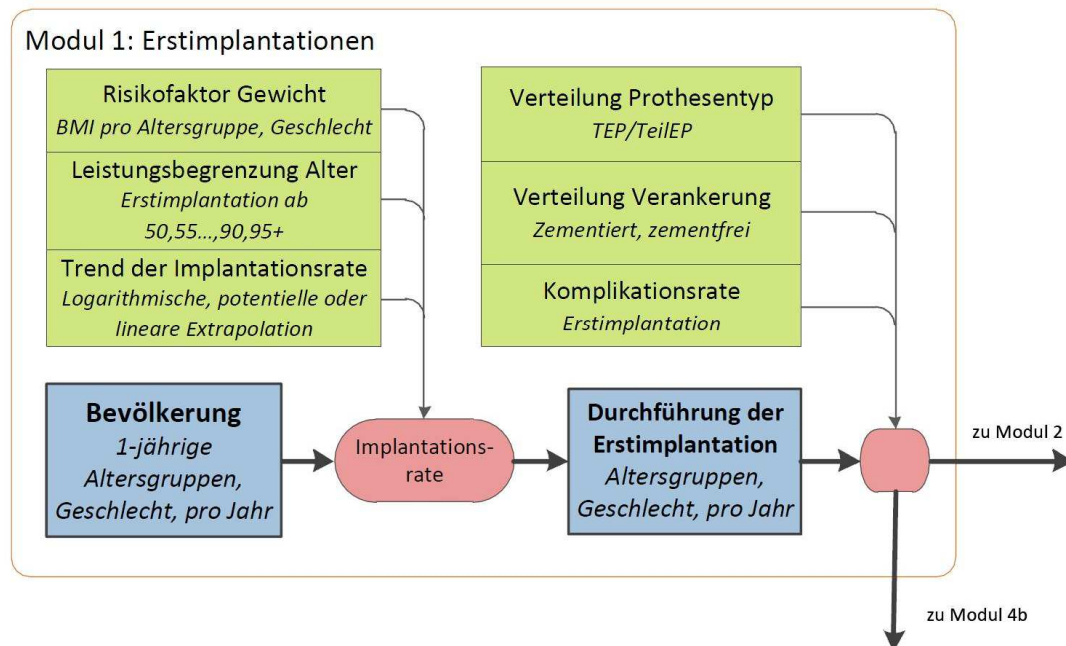 Modul 1: Erstimplantationen
Risikofaktor Gewicht
BMI pro Altersgruppe, Geschlecht
Leistungsbegrenzung Alter
Erstimplantation ab
50,55...,90,95+
Trend der Implantationsrate
Logarithmische, potentielle oder
lineare Extrapolation
Verteilung Prothesentyp
TEP/TeilEP
Verteilung Verankerung
Zementiert, zementfrei
Komplikationsrate
Erstimplantation
Bevölkerung
1-jährige
Altersgruppen,
Geschlecht, pro Jahr
Implantations-
rate
Durchführung der
Erstimplantation
Altersgruppen,
Geschlecht, pro Jahr
zu Modul 2
zu Modul 4b